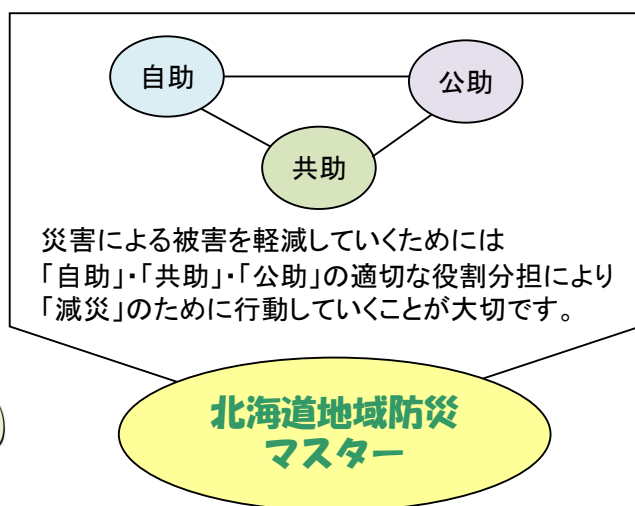 自助
公助
共助
災害による被害を軽減していくためには
「自助」・「共助」・「公助」の適切な役割分担により
「減災」のために行動していくことが大切です。
北海道地域防災
マスター